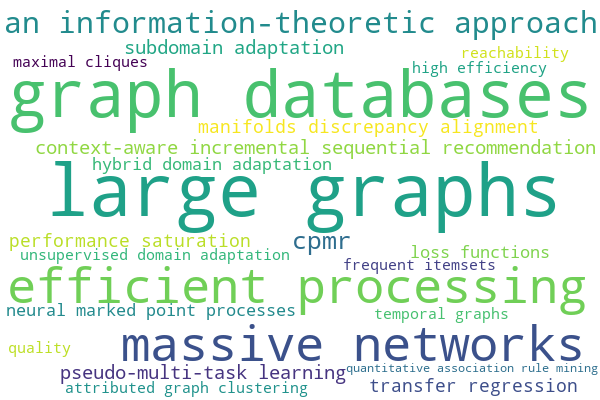 an information-theoretic approach
subdomain adaptation
reachability
maximal cliques
high efficiency
graph databases
manifolds discrepancy alignment
context-aware incremental sequential recommendation
hybrid domain adaptation
large graphs
performance saturation
cpmr
loss functions
unsupervised domain adaptation
frequent itemsets
efficient processing
neural marked point processes
temporal graphs
massive networks
quality
pseudo-multi-task learning
quantitative association rule mining
attributed graph clustering
transfer regression